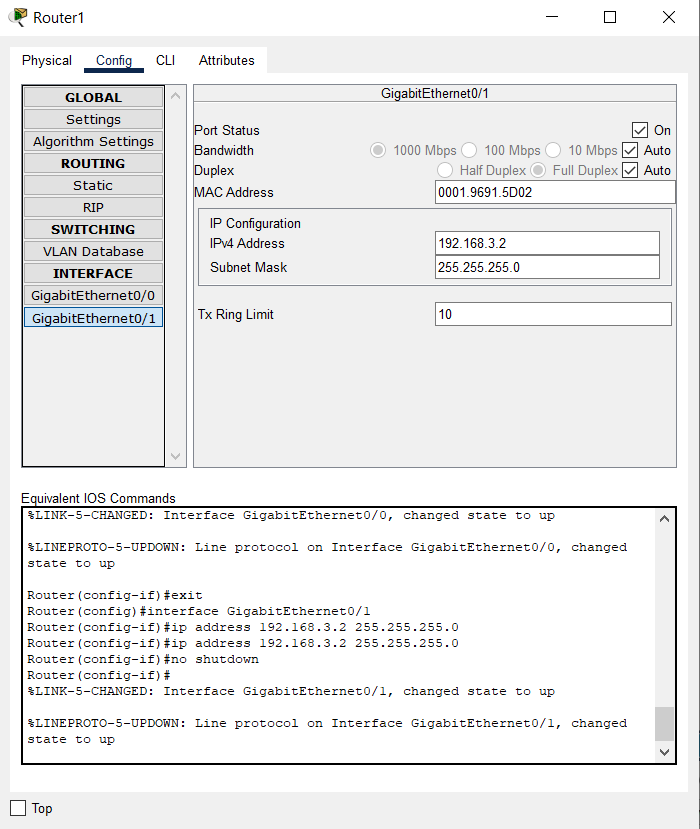 Router1
Physical Config CLI Attributes
GLOBAL
Settings
Algorithm Settings
ROUTING
Static
RIP
SWITCHING
VLAN Database
INTERFACE
GigabitEthernet0/0
GigabitEthernet0/1
GigabitEthernet0/1
Port Status On
Bandwidth 1000 Mbps 100 Mbps 10 Mbps Auto
Duplex Half Duplex Full Duplex Auto
MAC Address 0001.9691.5D02
IP Configuration
IPv4 Address 192.168.3.2
Subnet Mask 255.255.255.0
Tx Ring Limit 10
Equivalent IOS Commands
%LINK-5-CHANGED: Interface GigabitEthernet0/0, changed state to up
%LINEPROTO-5-UPDOWN: Line protocol on Interface GigabitEthernet0/0, changed
state to up
Router(config-if)#exit
Router(config)#interface GigabitEthernet0/1
Router(config-if)#ip address 192.168.3.2 255.255.255.0
Router(config-if)#ip address 192.168.3.2 255.255.255.0
Router(config-if)#no shutdown
Router(config-if)#
%LINK-5-CHANGED: Interface GigabitEthernet0/1, changed state to up
%LINEPROTO-5-UPDOWN: Line protocol on Interface GigabitEthernet0/1, changed
state to up
Top